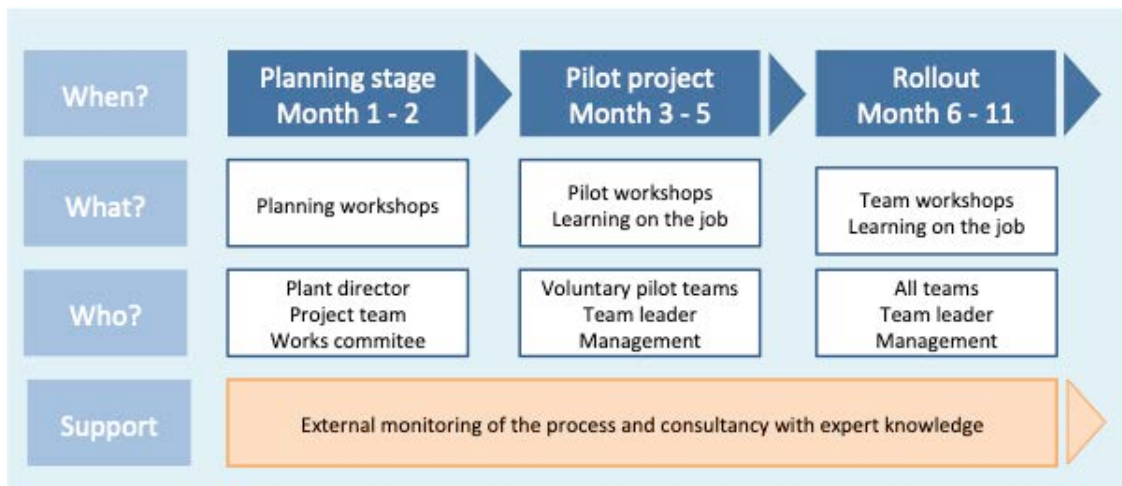 When?
Planning stage
Month 1 - 2
Pilot project
Month 3 - 5
Rollout
Month 6 - 11
What?
Planning workshops
Pilot workshops
Learning on the job
Team workshops
Learning on the job
Who?
Plant director
Project team
Works commitee
Voluntary pilot teams
Team leader
Management
All teams
Team leader
Management
Support
External monitoring of the process and consultancy with expert knowledge